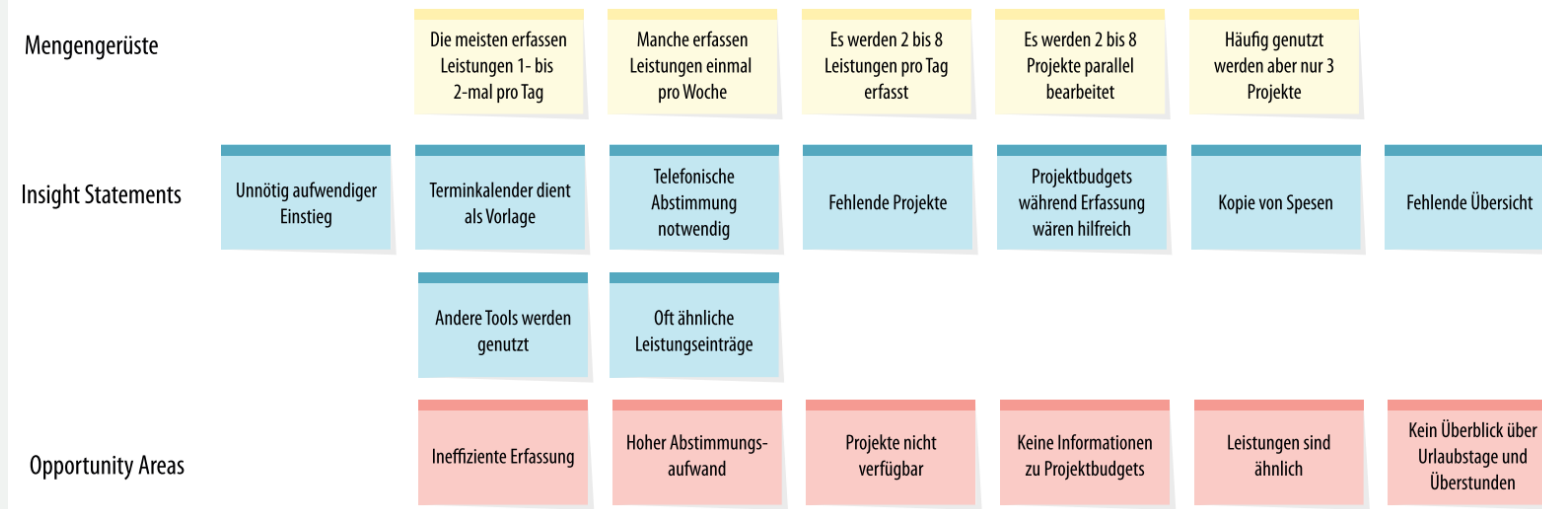 Mengengerüste
Die meisten erfassen
Leistungen 1- bis
2-mal pro Tag
Manche erfassen
Leistungen einmal
pro Woche
Es werden 2 bis 8
Leistungen pro Tag
erfasst
Es werden 2 bis 8
Projekte parallel
bearbeitet
Häufig genutzt
werden aber nur 3
Projekte
Insight Statements
Unnötig aufwendiger
Einstieg
Terminkalender dient
als Vorlage
Telefonische
Abstimmung
notwendig
Fehlende Projekte
Projektbudgets
während Erfassung
wären hilfreich
Kopie von Spesen
Fehlende Übersicht
Andere Tools werden
genutzt
Oft ähnliche
Leistungseinträge
Opportunity Areas
Ineffiziente Erfassung
Hoher Abstimmungs-
aufwand
Projekte nicht
verfügbar
Keine Informationen
zu Projektbudgets
Leistungen sind
ähnlich
Kein Überblick über
Urlaubstage und
Überstunden